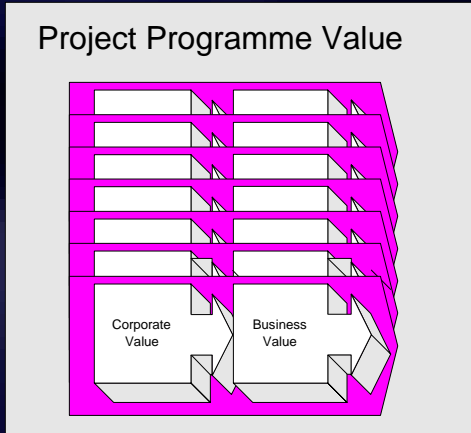 Project Programme Value
Corporate
Value
Business
Value